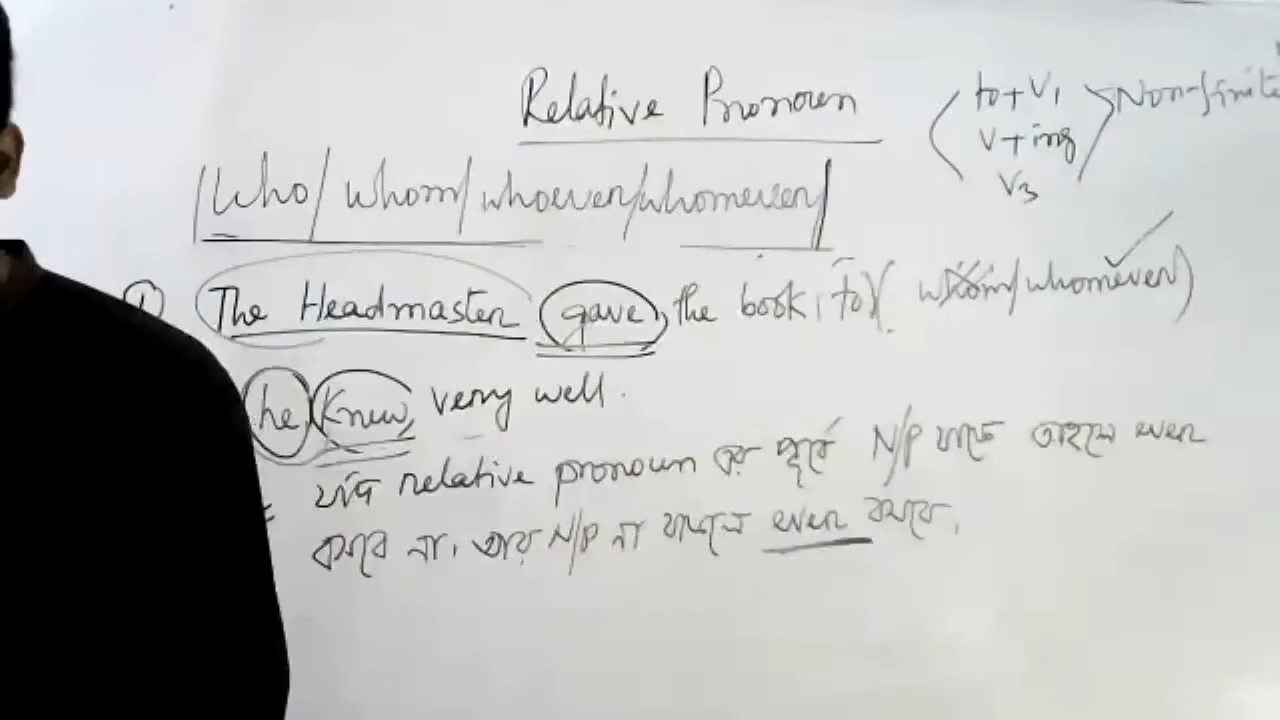 Relative Pronoun
to+V1
V+ing
V3
Non-finite
|Who/ whom/ whoever/whomever/
① The Headmaster gave the book to ( whom/whomever)
he knew very well.
= যদি relative pronoun এর পূর্বে N/P থাকে তাহলে ever
বসবে না। আর N/P না থাকলে ever বসবে।